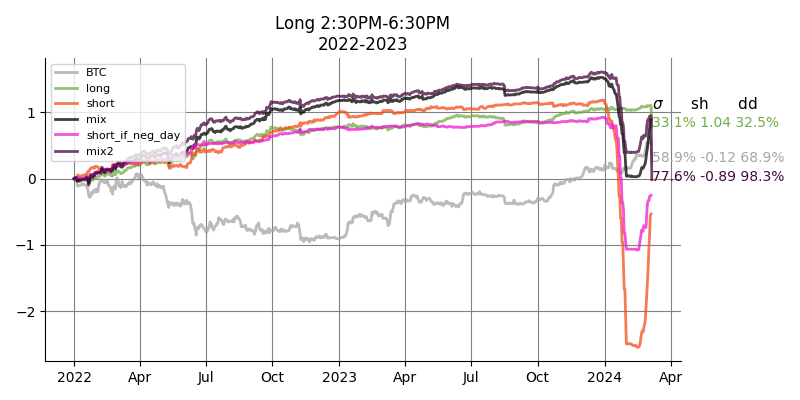 Long 2:30PM-6:30PM
2022-2023
BTC
long
short
mix
short_if_neg_day
mix2
σ sh dd
33.1% 1.04 32.5%
58.9% -0.12 68.9%
77.6% -0.89 98.3%
1
0
−1
−2
2022 Apr Jul Oct 2023 Apr Jul Oct 2024 Apr